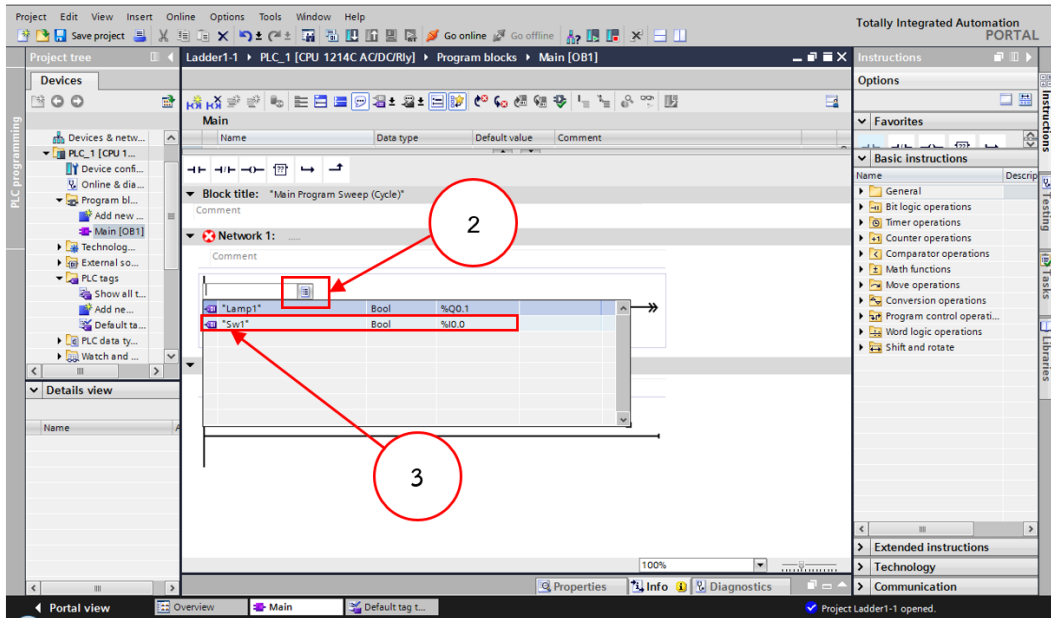 Project Edit View Insert Online Options Tools Window Help
Totally Integrated Automation
PORTAL
Save project
Go online
Go offline
Project tree
Ladder1-1 PLC_1 [CPU 1214C AC/DC/Rly] Program blocks Main [OB1]
Instructions
Devices
Options
Main
Name Data type Default value Comment
Favorites
Devices & netw...
PLC_1 [CPU 1...
Device confi...
Online & dia...
Program bl...
Add new ...
Main [OB1]
Technolog...
External so...
PLC tags
Show all t...
Add ne...
Default ta...
PLC data ty...
Watch and ...
Block title: "Main Program Sweep (Cycle)"
Comment
Network 1: .....
Comment
2
"Lamp1" Bool %Q0.1
"Sw1" Bool %I0.0
3
Basic instructions
Name Descrip
General
Bit logic operations
Timer operations
Counter operations
Comparator operations
Math functions
Move operations
Conversion operations
Program control operati...
Word logic operations
Shift and rotate
Details view
Name
100%
Extended instructions
Technology
Communication
Properties Info Diagnostics
Portal view Overview Main Default tag t...
Project Ladder1-1 opened.
PLC programming
Instructions
Testing
Tasks
Libraries